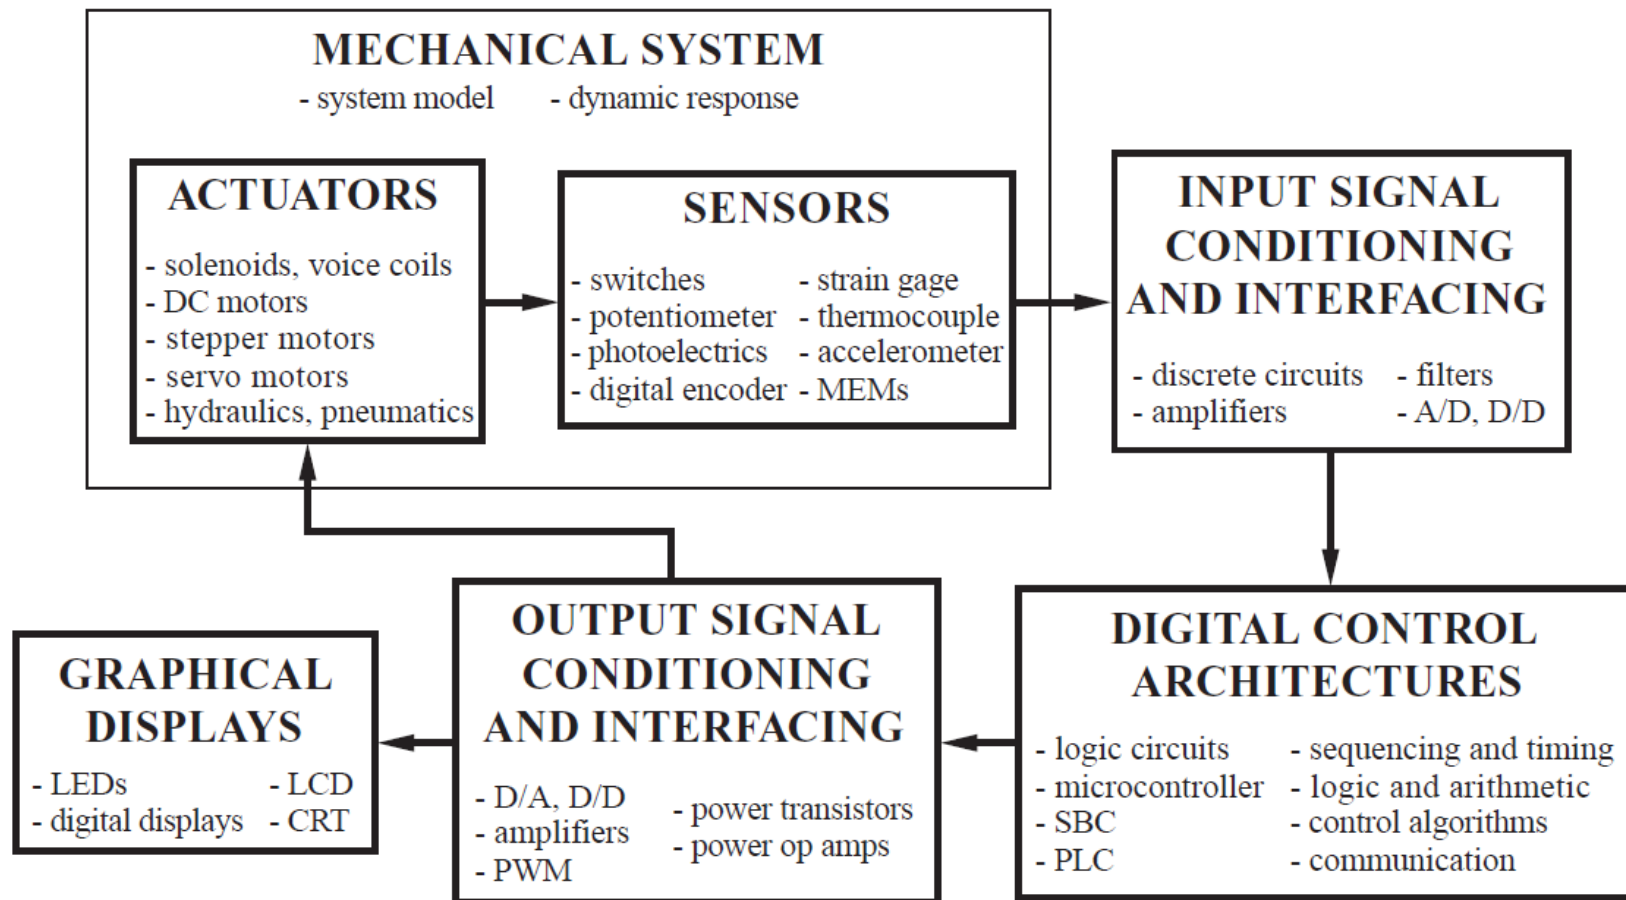 MECHANICAL SYSTEM
- system model - dynamic response
ACTUATORS
- solenoids, voice coils
- DC motors
- stepper motors
- servo motors
- hydraulics, pneumatics
SENSORS
- switches - strain gage
- potentiometer - thermocouple
- photoelectrics - accelerometer
- digital encoder - MEMs
INPUT SIGNAL
CONDITIONING
AND INTERFACING
- discrete circuits - filters
- amplifiers - A/D, D/D
GRAPHICAL
DISPLAYS
- LEDs - LCD
- digital displays - CRT
OUTPUT SIGNAL
CONDITIONING
AND INTERFACING
- D/A, D/D - power transistors
- amplifiers - power op amps
- PWM
DIGITAL CONTROL
ARCHITECTURES
- logic circuits - sequencing and timing
- microcontroller - logic and arithmetic
- SBC - control algorithms
- PLC - communication